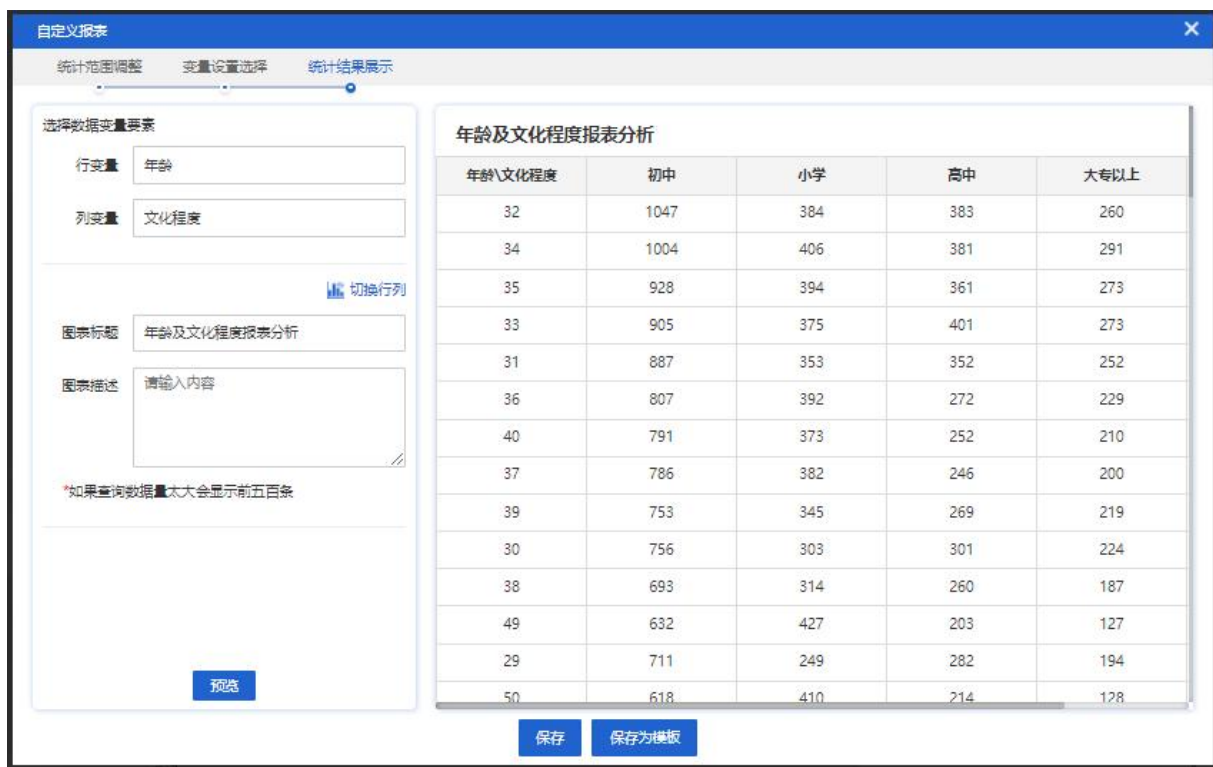 自定义报表
统计范围调整 变量设置选择 统计结果展示
选择数据变量要素
行变量 年龄
列变量 文化程度
切换行列
图表标题 年龄及文化程度报表分析
图表描述 请输入内容
*如果查询数据量太大会显示前五百条
预览
年龄及文化程度报表分析
年龄\文化程度 初中 小学 高中 大专以上
32 1047 384 383 260
34 1004 406 381 291
35 928 394 361 273
33 905 375 401 273
31 887 353 352 252
36 807 392 272 229
40 791 373 252 210
37 786 382 246 200
39 753 345 269 219
30 756 303 301 224
38 693 314 260 187
49 632 427 203 127
29 711 249 282 194
50 618 410 214 128
保存 保存为模板